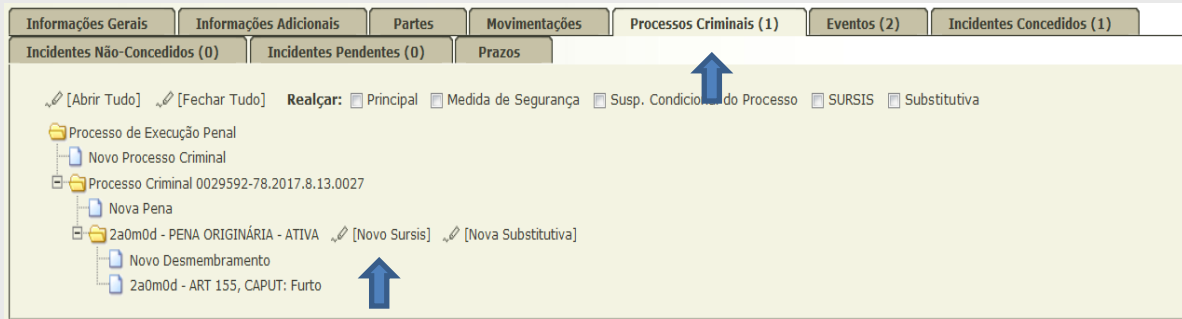 Informações Gerais Informações Adicionais Partes Movimentações Processos Criminais (1) Eventos (2) Incidentes Concedidos (1)
Incidentes Não-Concedidos (0) Incidentes Pendentes (0) Prazos
[Abrir Tudo] [Fechar Tudo] Realçar: Principal Medida de Segurança Susp. Condicional do Processo SURSIS Substitutiva
Processo de Execução Penal
Novo Processo Criminal
Processo Criminal 0029592-78.2017.8.13.0027
Nova Pena
2a0m0d - PENA ORIGINÁRIA - ATIVA [Novo Sursis] [Nova Substitutiva]
Novo Desmembramento
2a0m0d - ART 155, CAPUT: Furto